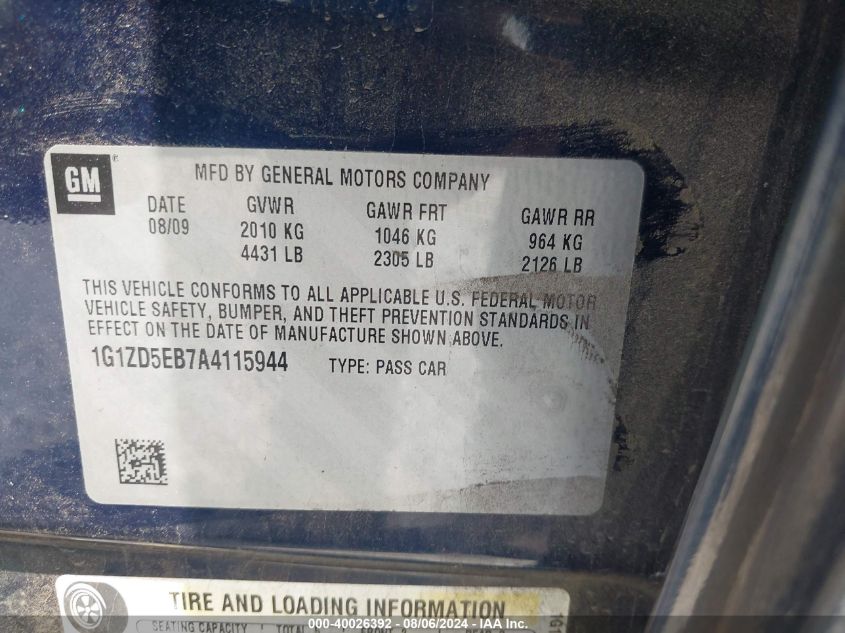 GM ®
MFD BY GENERAL MOTORS COMPANY
DATE GVWR GAWR FRT GAWR RR
08/09 2010 KG 1046 KG 964 KG
4431 LB 2305 LB 2126 LB
THIS VEHICLE CONFORMS TO ALL APPLICABLE U.S. FEDERAL MOTOR
VEHICLE SAFETY, BUMPER, AND THEFT PREVENTION STANDARDS IN
EFFECT ON THE DATE OF MANUFACTURE SHOWN ABOVE.
1G1ZD5EB7A4115944 TYPE: PASS CAR
TIRE AND LOADING INFORMATION
SEATING CAPACITY
OOW - 40026392 - 08/06/2024 - IAA